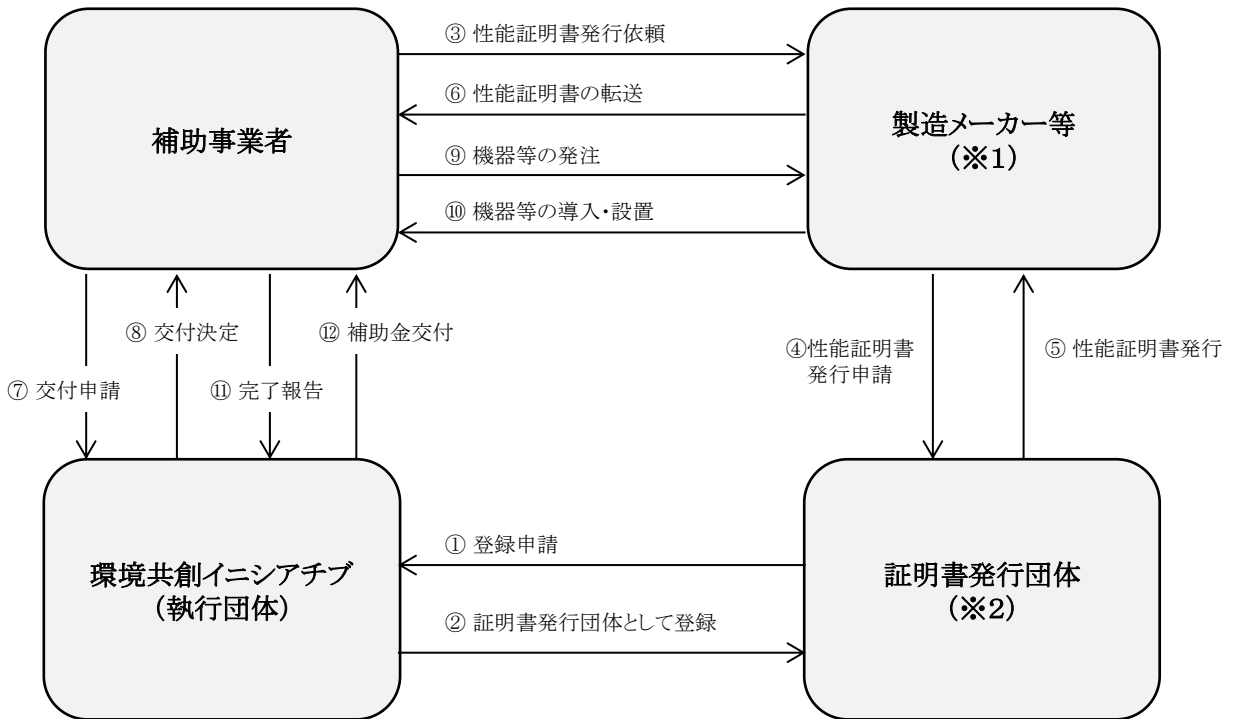 ③ 性能証明書発行依頼
⑥ 性能証明書の転送
補助事業者
製造メーカー等
(※1)
⑨ 機器等の発注
⑩ 機器等の導入・設置
⑧ 交付決定
⑫ 補助金交付
⑦ 交付申請
⑪ 完了報告
④性能証明書
発行申請
⑤ 性能証明書発行
① 登録申請
環境共創イニシアチブ
(執行団体)
証明書発行団体
(※2)
② 証明書発行団体として登録